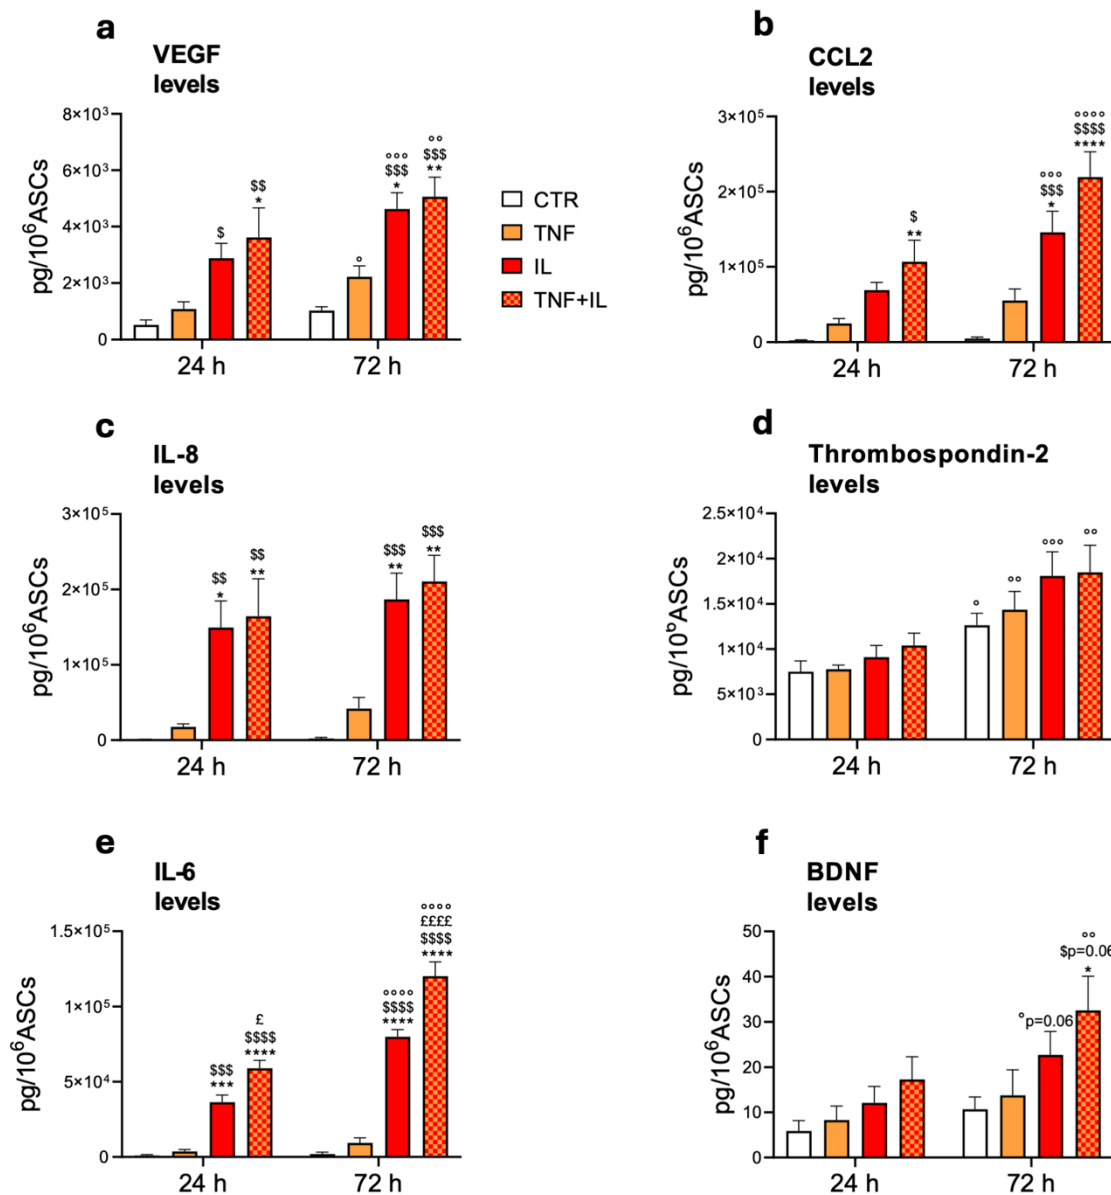 a
VEGF
levels
8×10³
6×10³
4×10³
2×10³
0
pg/10⁶ASCs
$
$$
*
°
°°°
$$$
*
°°
$$$
**
24 h
72 h
CTR
TNF
IL
TNF+IL
b
CCL2
levels
3×10⁵
2×10⁵
1×10⁵
0
pg/10⁶ASCs
$
**
°°°
$$$
*
°°°°
$$$$
****
24 h
72 h
c
IL-8
levels
3×10⁵
2×10⁵
1×10⁵
0
pg/10⁶ASCs
$$
*
$$
**
$$$
**
$$$
**
24 h
72 h
d
Thrombospondin-2
levels
2.5×10⁴
2×10⁴
1.5×10⁴
1×10⁴
5×10³
0
pg/10⁶ASCs
°
°°
°°°
°°
24 h
72 h
e
IL-6
levels
1.5×10⁵
1×10⁵
5×10⁴
0
pg/10⁶ASCs
$$$
***
£
$$$$
****
°°°°
$$$$
****
°°°°
££££
$$$$
****
24 h
72 h
f
BDNF
levels
50
40
30
20
10
0
pg/10⁶ASCs
°p=0.06
°°
$p=0.06
*
24 h
72 h